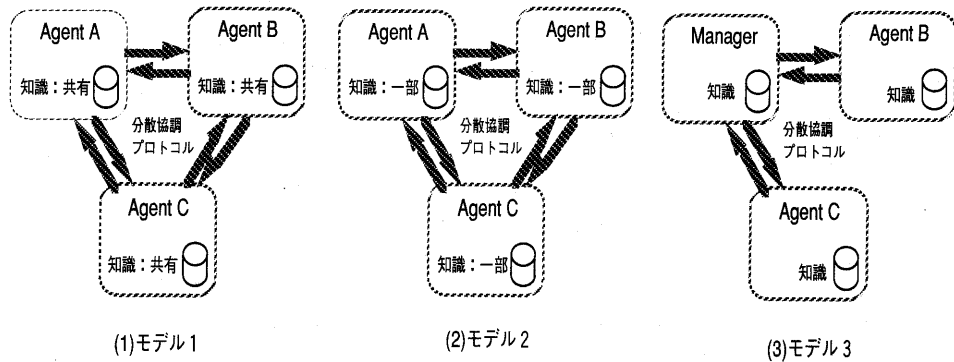 Agent A
知識：共有
Agent B
知識：共有
分散協調
プロトコル
Agent C
知識：共有
(1)モデル1
Agent A
知識：一部
Agent B
知識：一部
分散協調
プロトコル
Agent C
知識：一部
(2)モデル2
Manager
知識
Agent B
知識
分散協調
プロトコル
Agent C
知識
(3)モデル3